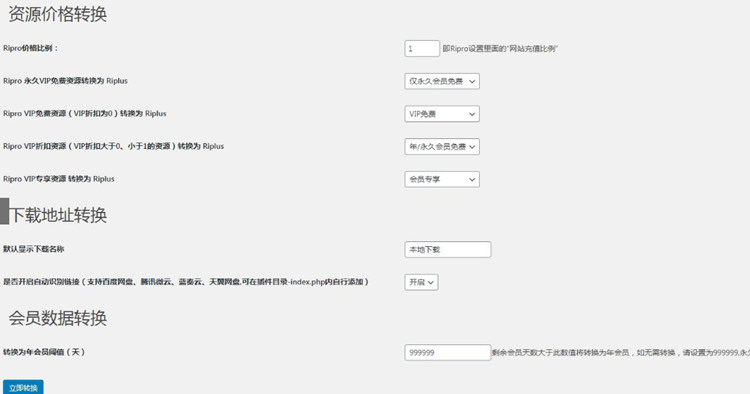 资源价格转换
Ripro价格比例： 1 即Ripro设置里面的"网站充值比例"
Ripro 永久VIP免费资源转换为 Riplus 仅永久会员免费
Ripro VIP免费资源（VIP折扣为0）转换为 Riplus VIP免费
Ripro VIP折扣资源（VIP折扣大于0、小于1的资源）转换为 Riplus 年/永久会员免费
Ripro VIP专享资源 转换为 Riplus 会员专享
下载地址转换
默认显示下载名称 本地下载
是否开启自动识别链接（支持百度网盘、腾讯微云、蓝奏云、天翼网盘,可在插件目录-index.php内自行添加） 开启
会员数据转换
转换为年会员阈值（天） 999999 剩余会员天数大于此数值将转换为年会员，如无需转换，请设置为999999,永久
立即转换